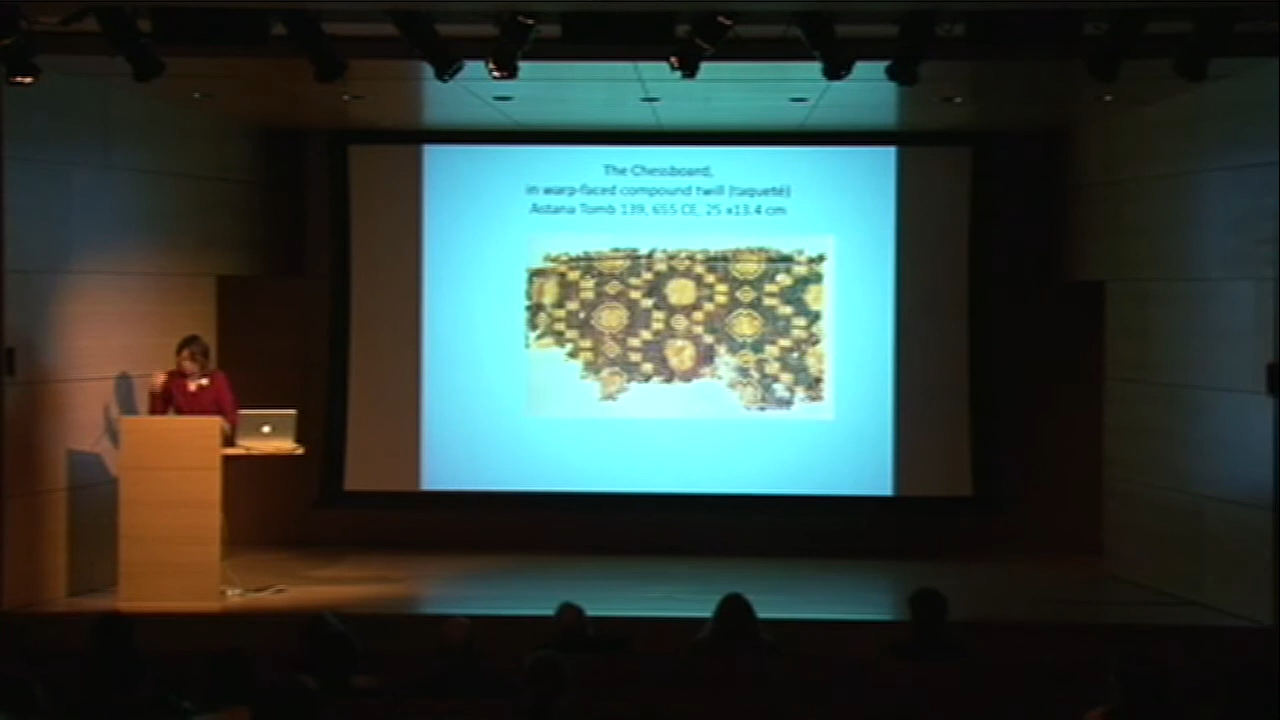 The Chessboard,
in warp-faced compound twill (taqueté)
Astana Tomb 139, 655 CE, 25 x13.4 cm